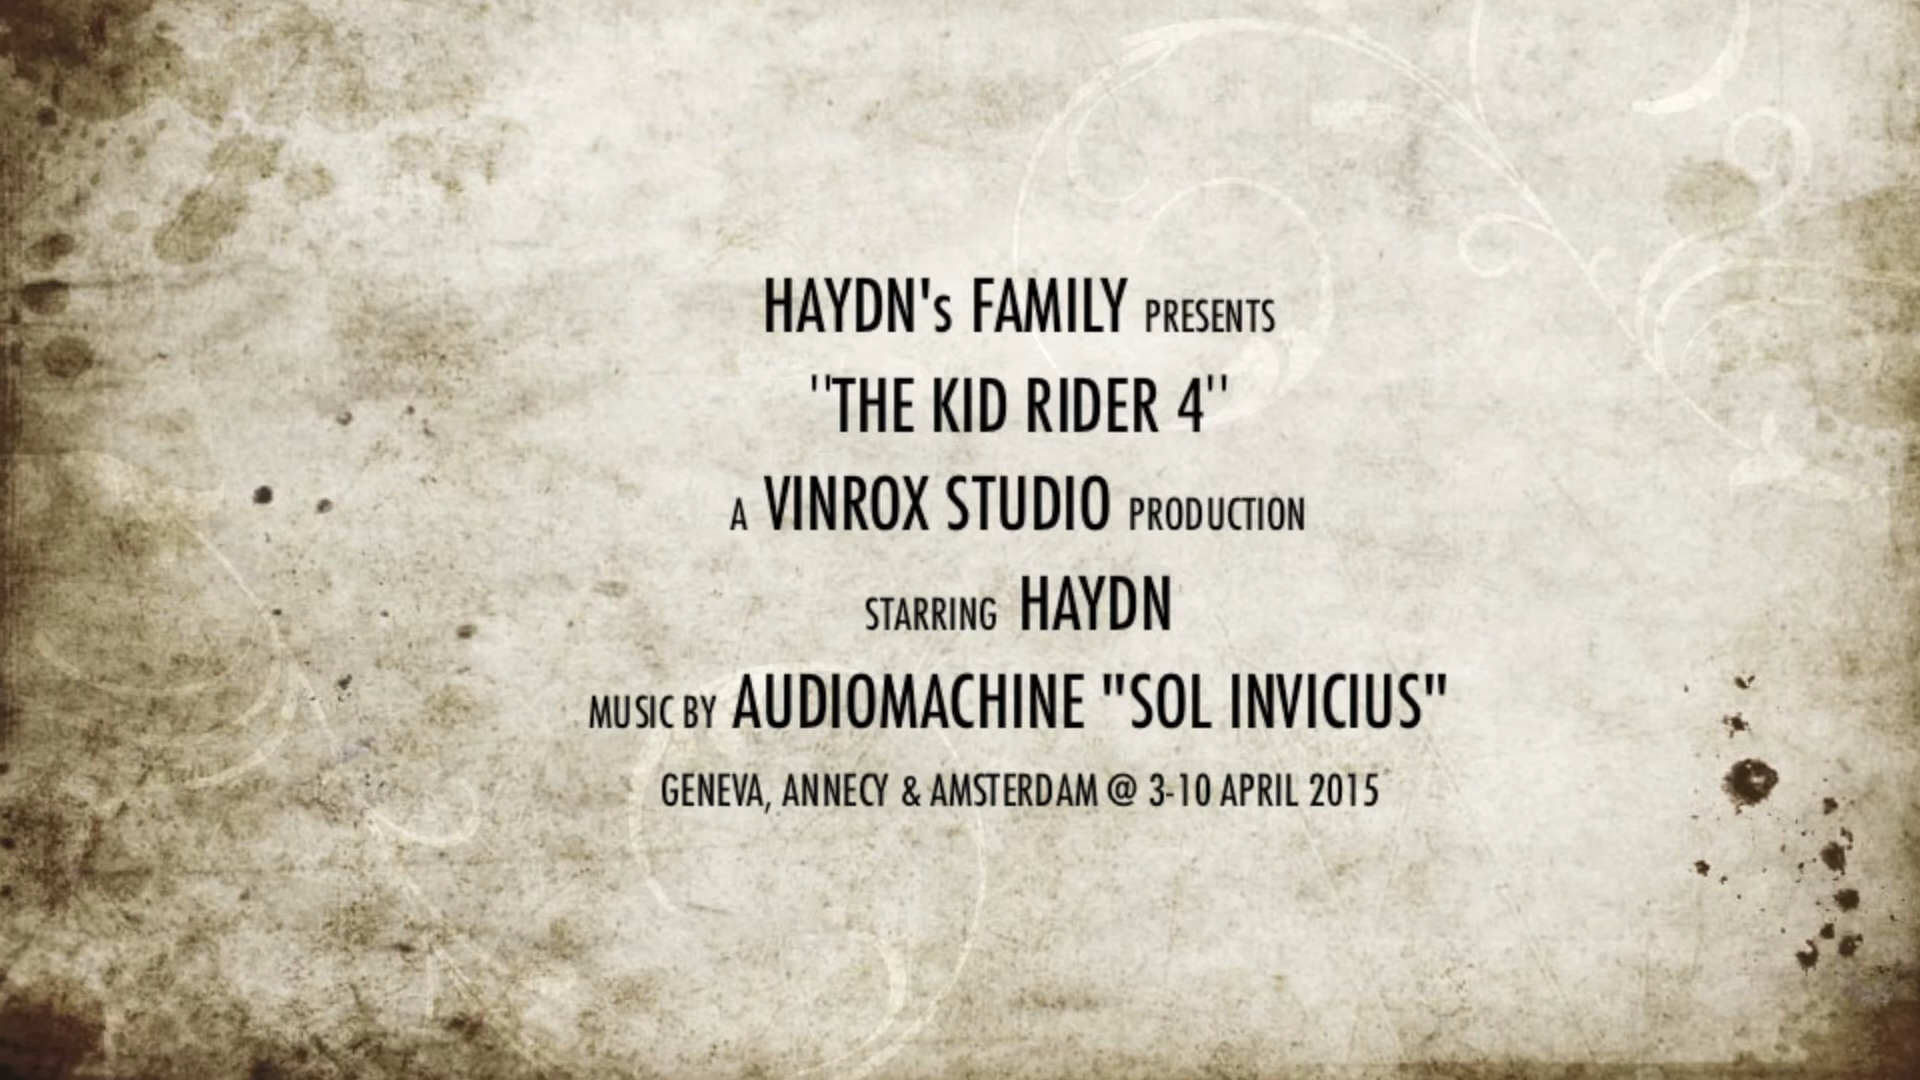 HAYDN's FAMILY PRESENTS
"THE KID RIDER 4"
A VINROX STUDIO PRODUCTION
STARRING HAYDN
MUSIC BY AUDIOMACHINE "SOL INVICIUS"
GENEVA, ANNECY & AMSTERDAM @ 3-10 APRIL 2015